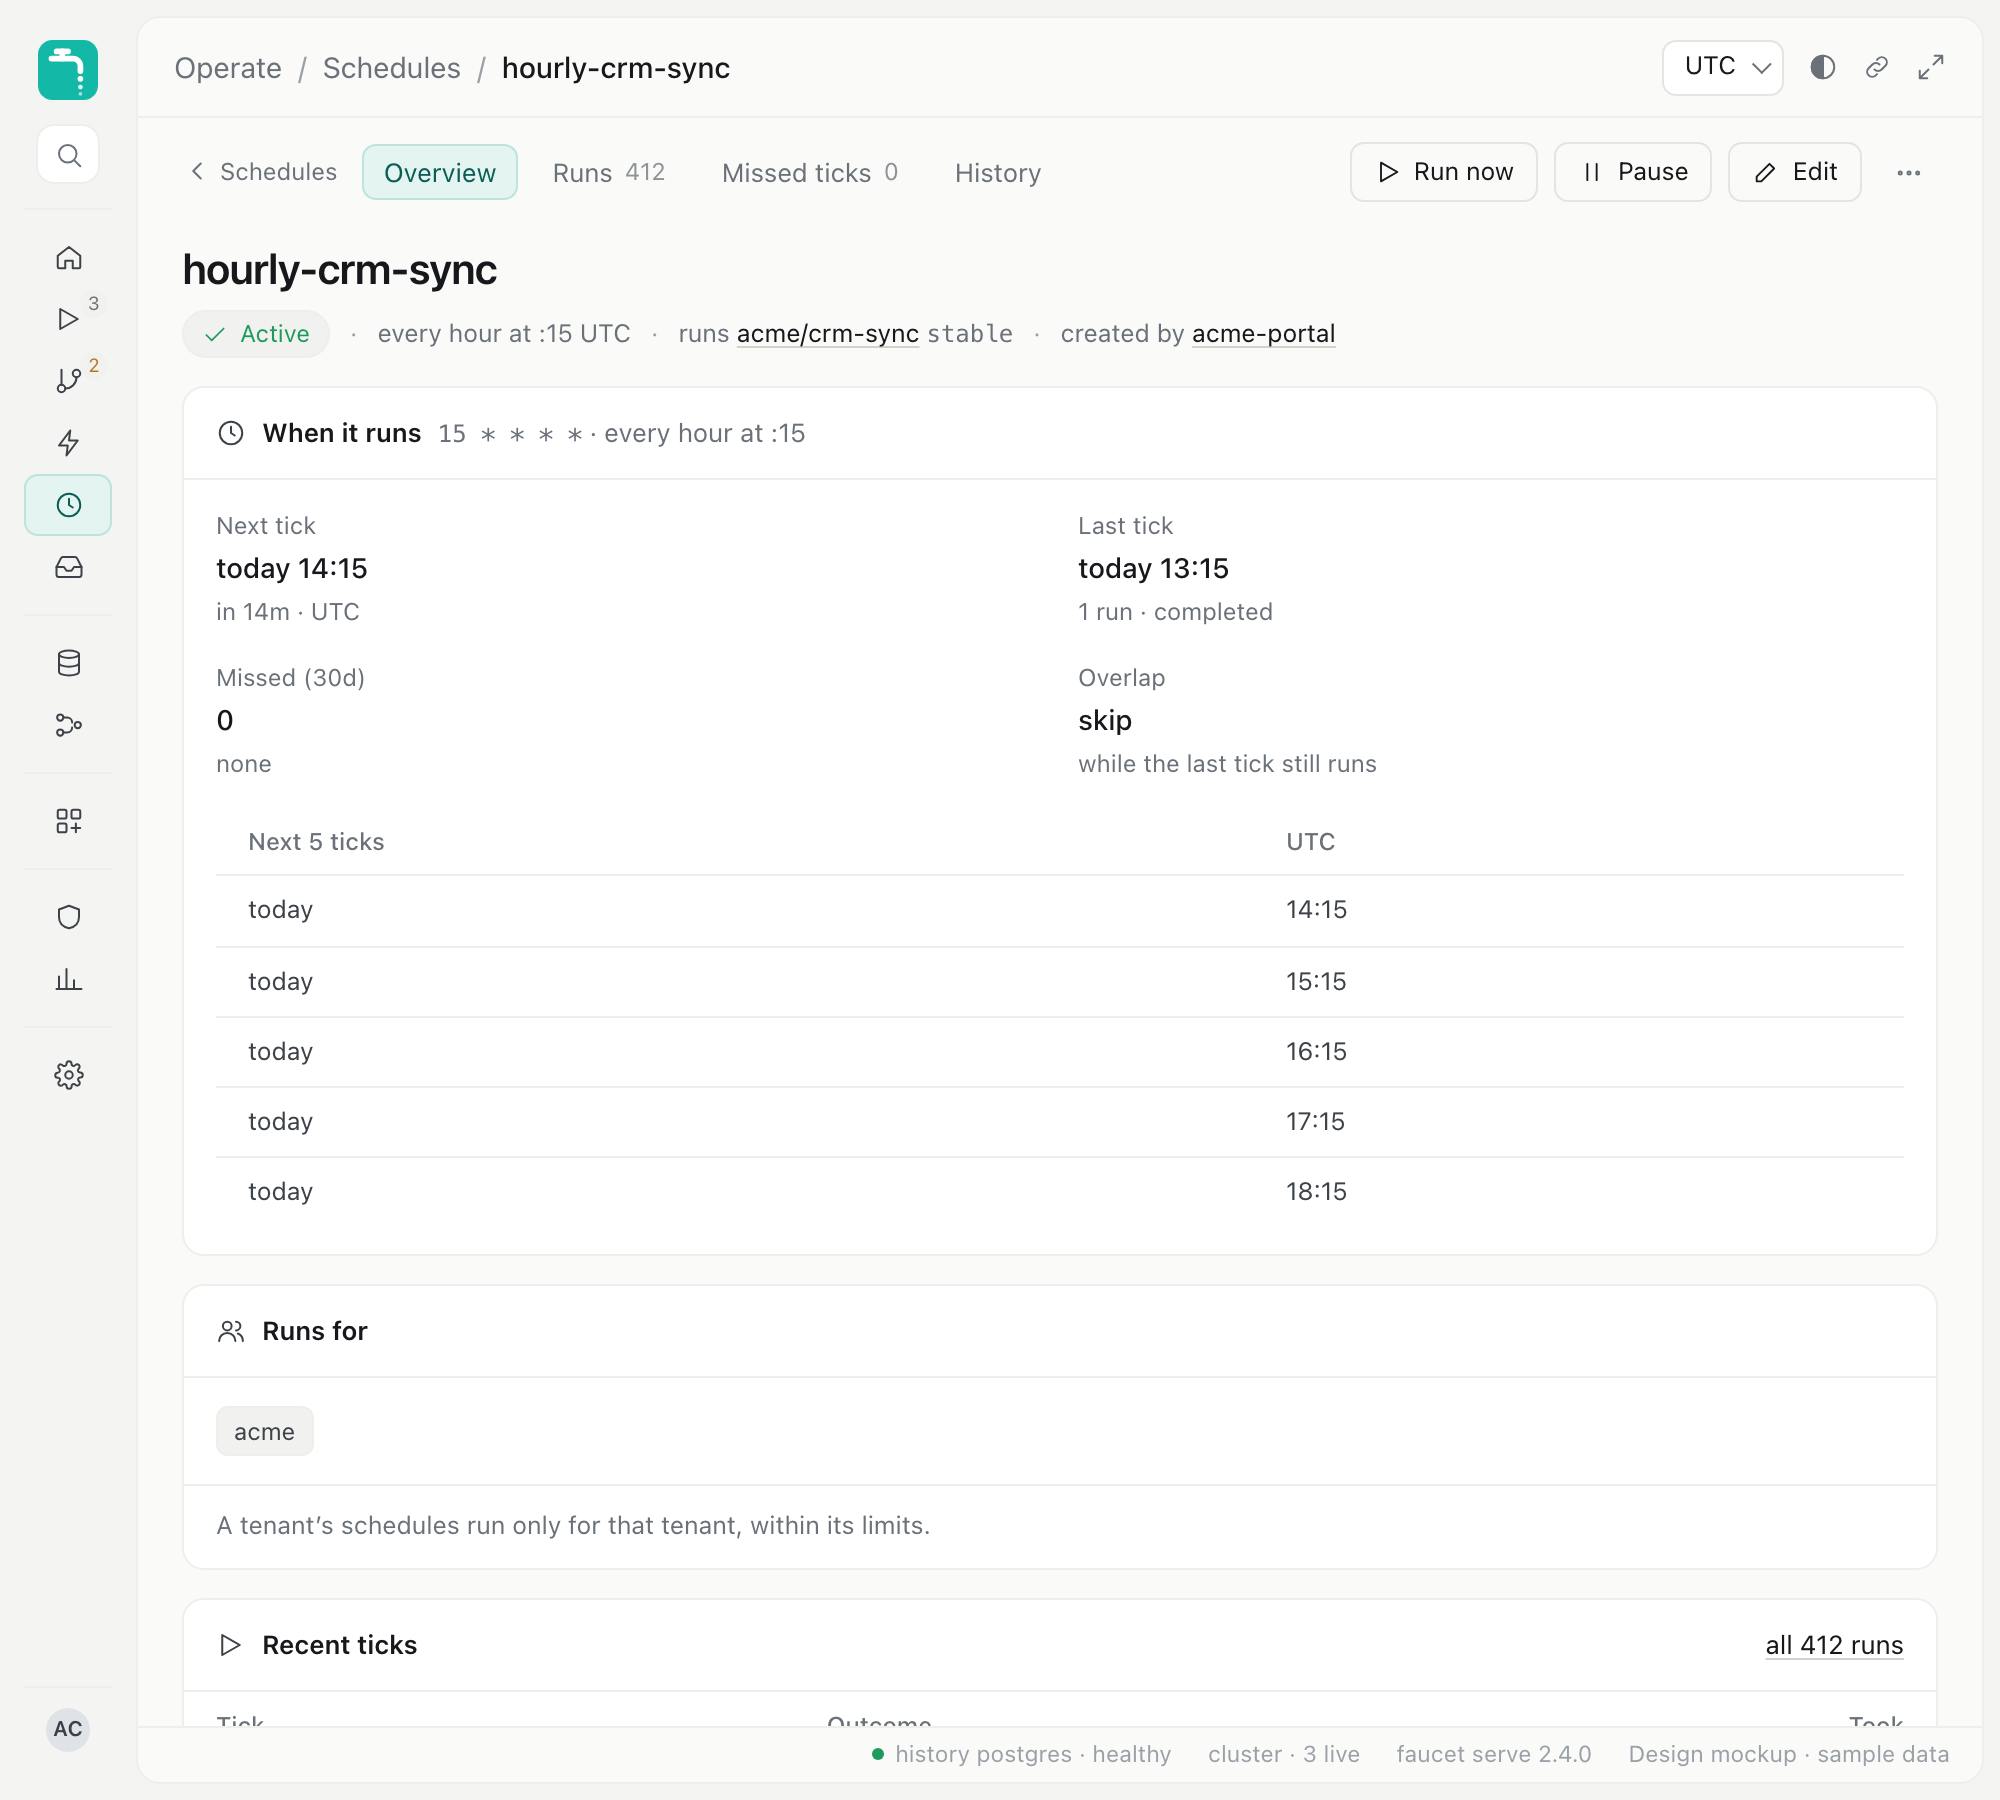 Operate / Schedules / hourly-crm-sync
UTC
Schedules
Overview
Runs 412
Missed ticks 0
History
Run now
Pause
Edit
3
2
hourly-crm-sync
Active · every hour at :15 UTC · runs acme/crm-sync stable · created by acme-portal
When it runs 15 * * * * · every hour at :15
Next tick
today 14:15
in 14m · UTC
Last tick
today 13:15
1 run · completed
Missed (30d)
0
none
Overlap
skip
while the last tick still runs
Next 5 ticks UTC
today 14:15
today 15:15
today 16:15
today 17:15
today 18:15
Runs for
acme
A tenant’s schedules run only for that tenant, within its limits.
Recent ticks
all 412 runs
Tick Outcome Took
AC
history postgres · healthy
cluster · 3 live
faucet serve 2.4.0
Design mockup · sample data